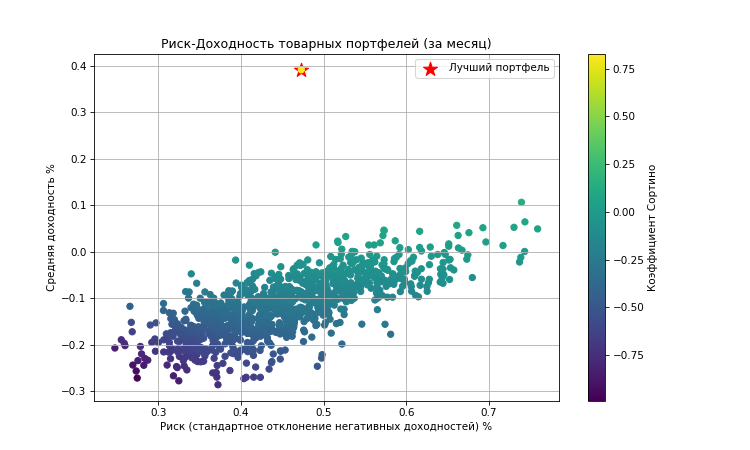 Риск-Доходность товарных портфелей (за месяц)
Лучший портфель
Средняя доходность %
0.4
0.3
0.2
0.1
0.0
−0.1
−0.2
−0.3
0.3 0.4 0.5 0.6 0.7
Риск (стандартное отклонение негативных доходностей) %
0.75
0.50
0.25
0.00
−0.25
−0.50
−0.75
Коэффициент Сортино